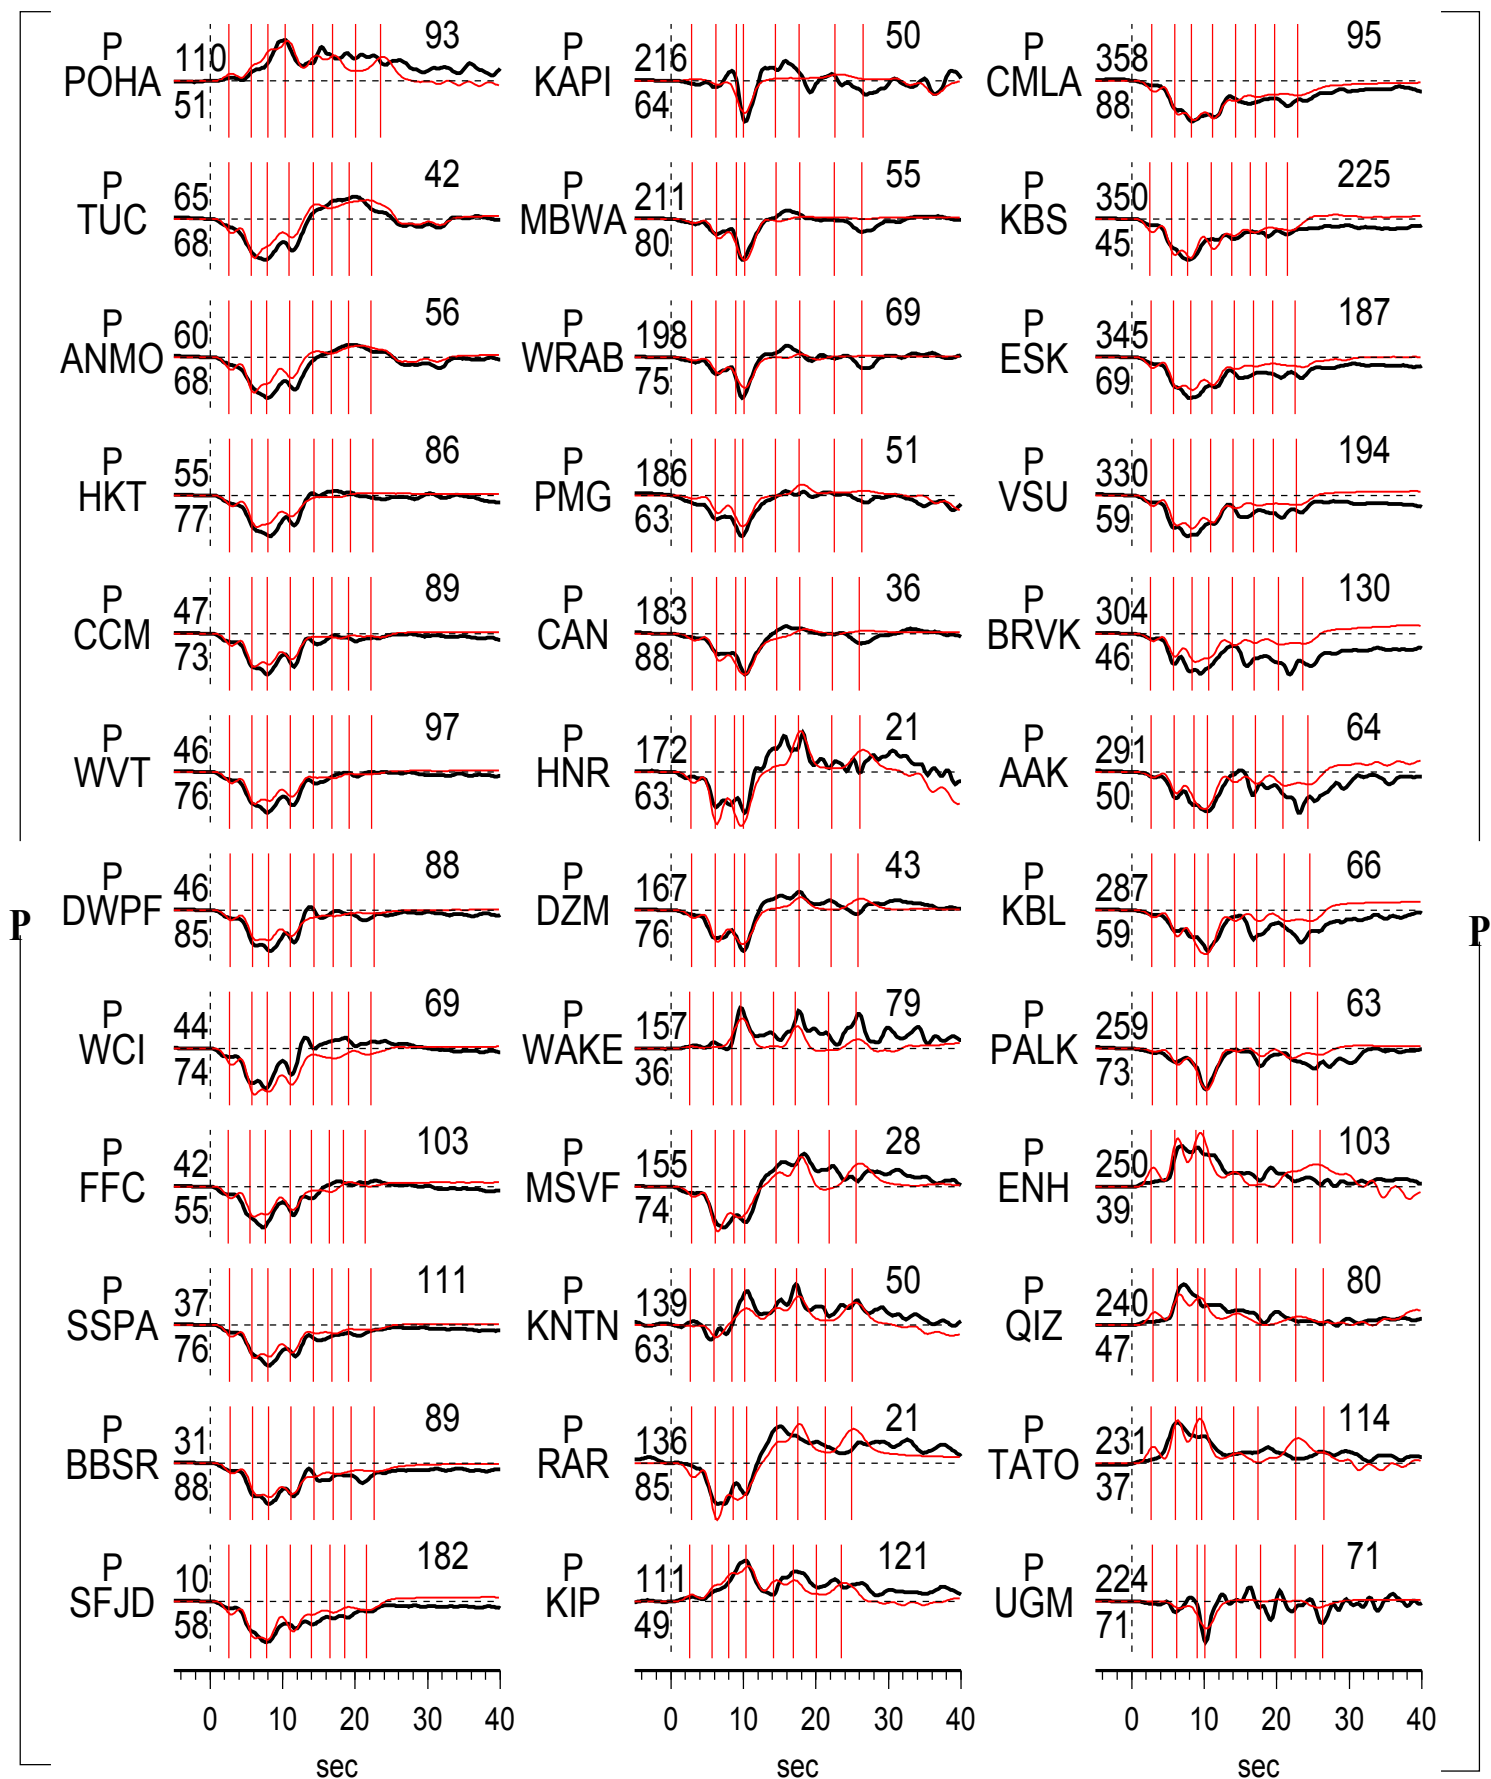 P 110 93
POHA 51
P 65 42
TUC 68
P 60 56
ANMO 68
P 55 86
HKT 77
P 47 89
CCM 73
P 46 97
WVT 76
P 46 88
DWPF 85
P 44 69
WCI 74
P 42 103
FFC 55
P 37 111
SSPA 76
P 31 89
BBSR 88
P 10 182
SFJD 58
0 10 20 30 40
sec
P 216 50
KAPI 64
P 211 55
MBWA 80
P 198 69
WRAB 75
P 186 51
PMG 63
P 183 36
CAN 88
P 172 21
HNR 63
P 167 43
DZM 76
P 157 79
WAKE 36
P 155 28
MSVF 74
P 139 50
KNTN 63
P 136 21
RAR 85
P 111 121
KIP 49
0 10 20 30 40
sec
P 358 95
CMLA 88
P 350 225
KBS 45
P 345 187
ESK 69
P 330 194
VSU 59
P 304 130
BRVK 46
P 291 64
AAK 50
P 287 66
KBL 59
P 259 63
PALK 73
P 250 103
ENH 39
P 240 80
QIZ 47
P 231 114
TATO 37
P 224 71
UGM 71
0 10 20 30 40
sec
P
P